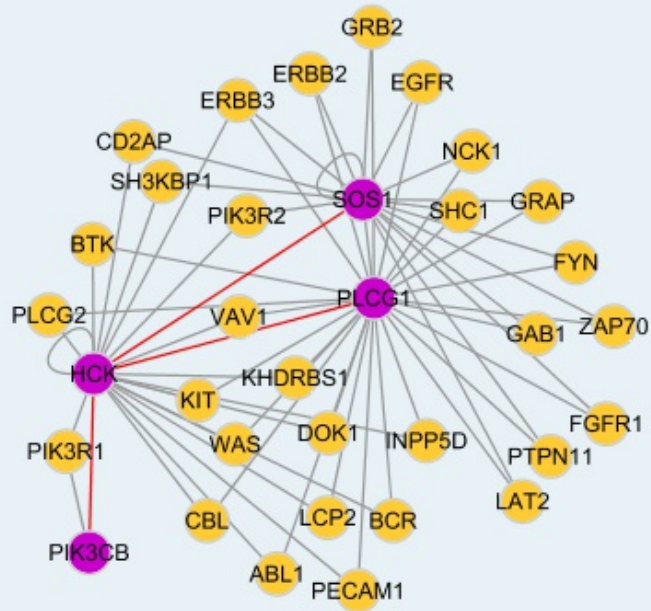 GRB2
ERBB2
EGFR
ERBB3
CD2AP
NCK1
SH3KBP1
SOS1
GRAP
PIK3R2
SHC1
BTK
FYN
PLCG1
PLCG2
VAV1
GAB1
ZAP70
HCK
KHDRBS1
KIT
FGFR1
WAS
DOK1
INPP5D
PIK3R1
PTPN11
LAT2
CBL
LCP2
BCR
PIK3CB
ABL1
PECAM1